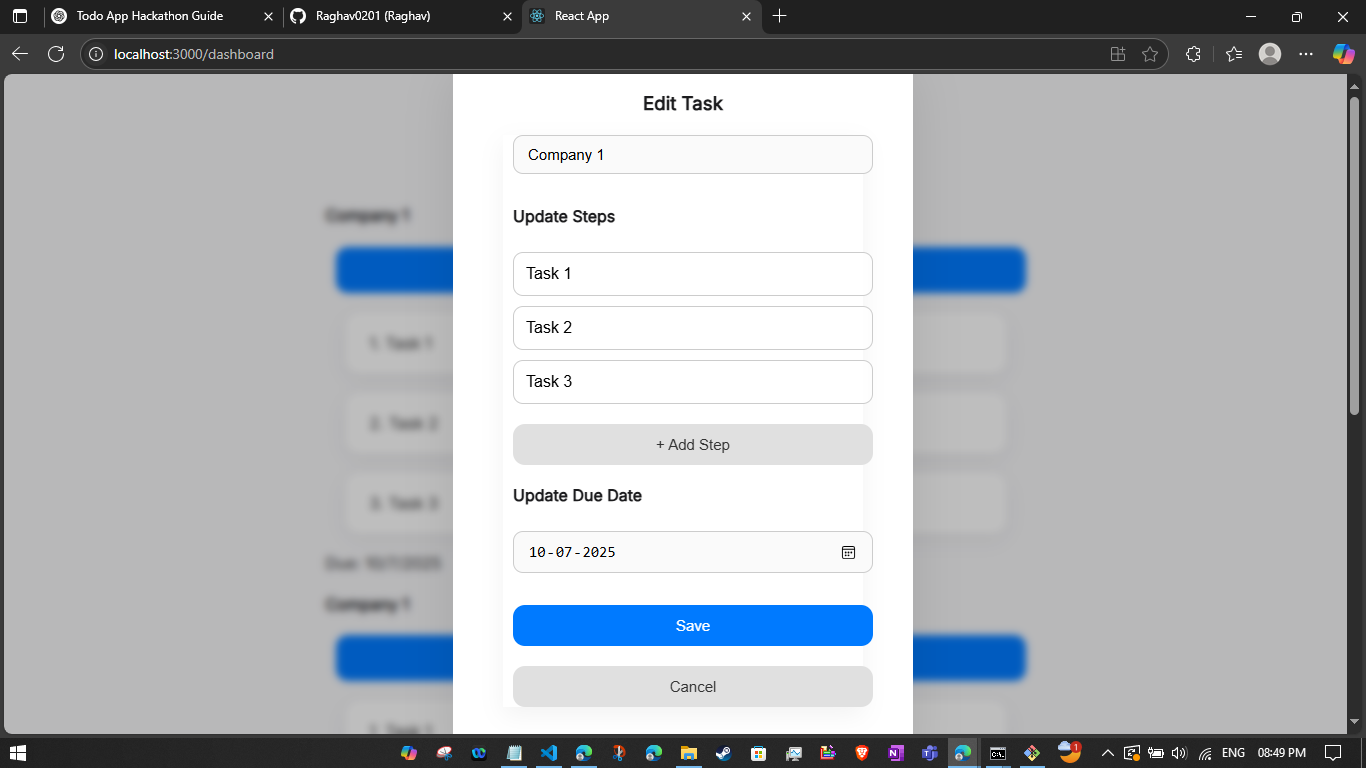 Todo App Hackathon Guide
Raghav0201 (Raghav)
React App
localhost:3000/dashboard
Edit Task
Company 1
Update Steps
Task 1
Task 2
Task 3
+ Add Step
Update Due Date
10-07-2025
Save
Cancel
Company 1
1. Task 1
2. Task 2
3. Task 3
Due: 10/7/2025
Company 1
1. Task 1
ENG
08:49 PM
1